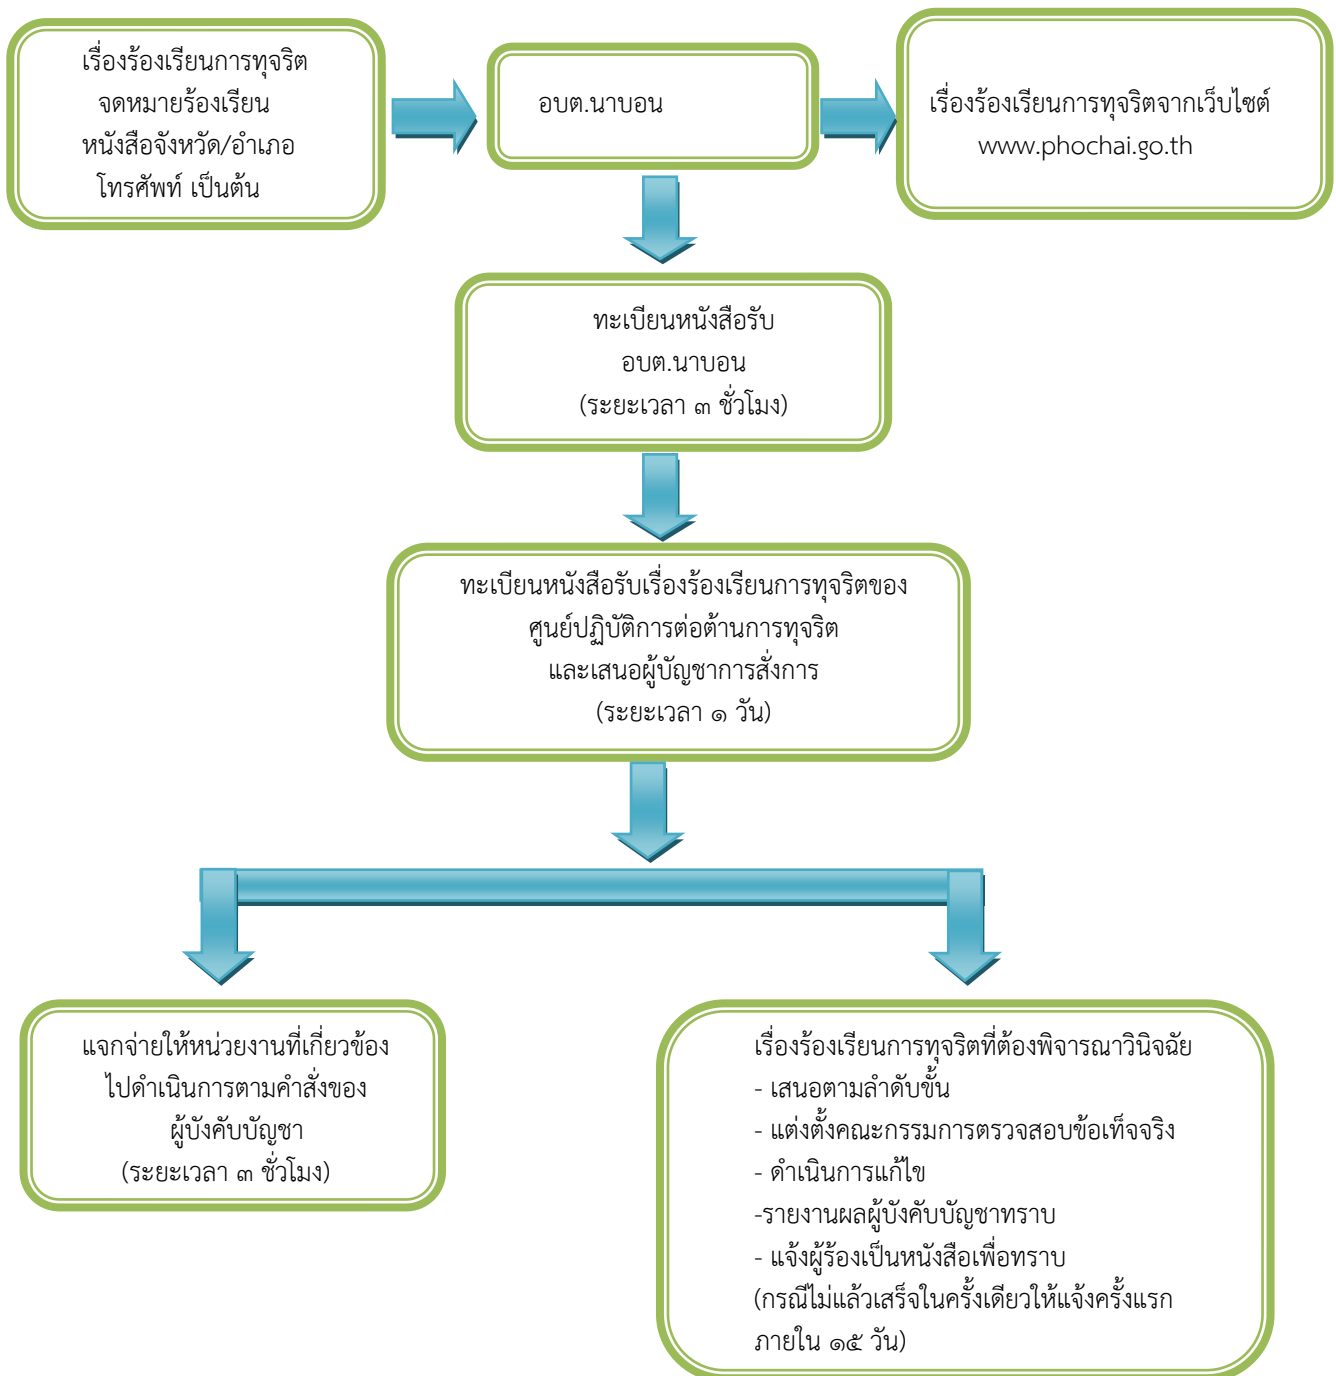 เรื่องร้องเรียนการทุจริต
จดหมายร้องเรียน
หนังสือจังหวัด/อำเภอ
โทรศัพท์ เป็นต้น
อบต.นาบอน
เรื่องร้องเรียนการทุจริตจากเว็บไซต์
www.phochai.go.th
ทะเบียนหนังสือรับ
อบต.นาบอน
(ระยะเวลา ๓ ชั่วโมง)
ทะเบียนหนังสือรับเรื่องร้องเรียนการทุจริตของ
ศูนย์ปฏิบัติการต่อต้านการทุจริต
และเสนอผู้บัญชาการสั่งการ
(ระยะเวลา ๑ วัน)
แจกจ่ายให้หน่วยงานที่เกี่ยวข้อง
ไปดำเนินการตามคำสั่งของ
ผู้บังคับบัญชา
(ระยะเวลา ๓ ชั่วโมง)
เรื่องร้องเรียนการทุจริตที่ต้องพิจารณาวินิจฉัย
- เสนอตามลำดับขั้น
- แต่งตั้งคณะกรรมการตรวจสอบข้อเท็จจริง
- ดำเนินการแก้ไข
-รายงานผลผู้บังคับบัญชาทราบ
- แจ้งผู้ร้องเป็นหนังสือเพื่อทราบ
(กรณีไม่แล้วเสร็จในครั้งเดียวให้แจ้งครั้งแรก
ภายใน ๑๕ วัน)